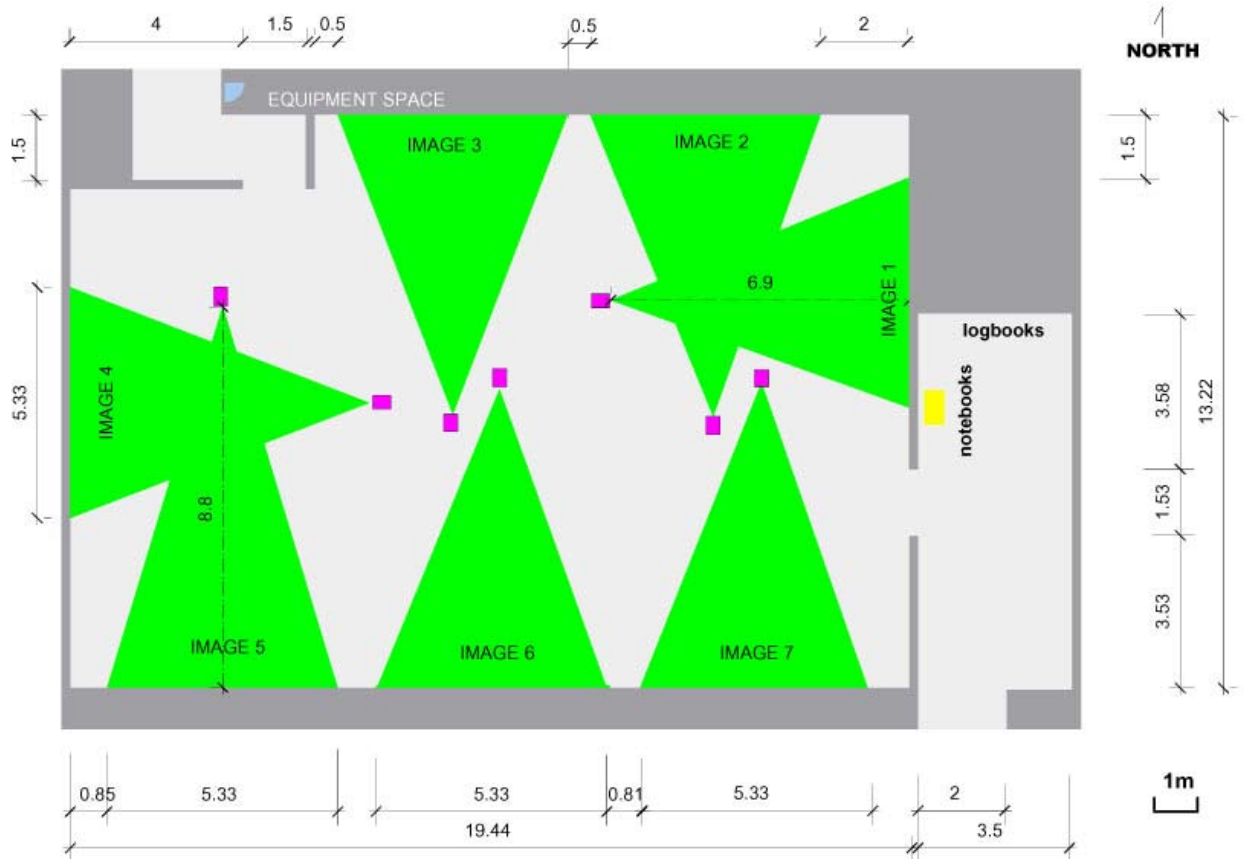 4 1.5 0.5 0.5 2
NORTH
EQUIPMENT SPACE
1.5
IMAGE 3
IMAGE 2
1.5
6.9
IMAGE 1
logbooks
notebooks
5.33
IMAGE 4
8.8
3.58
13.22
1.53
3.53
IMAGE 5
IMAGE 6
IMAGE 7
0.85 5.33 5.33 0.81 5.33 2
19.44 3.5
1m